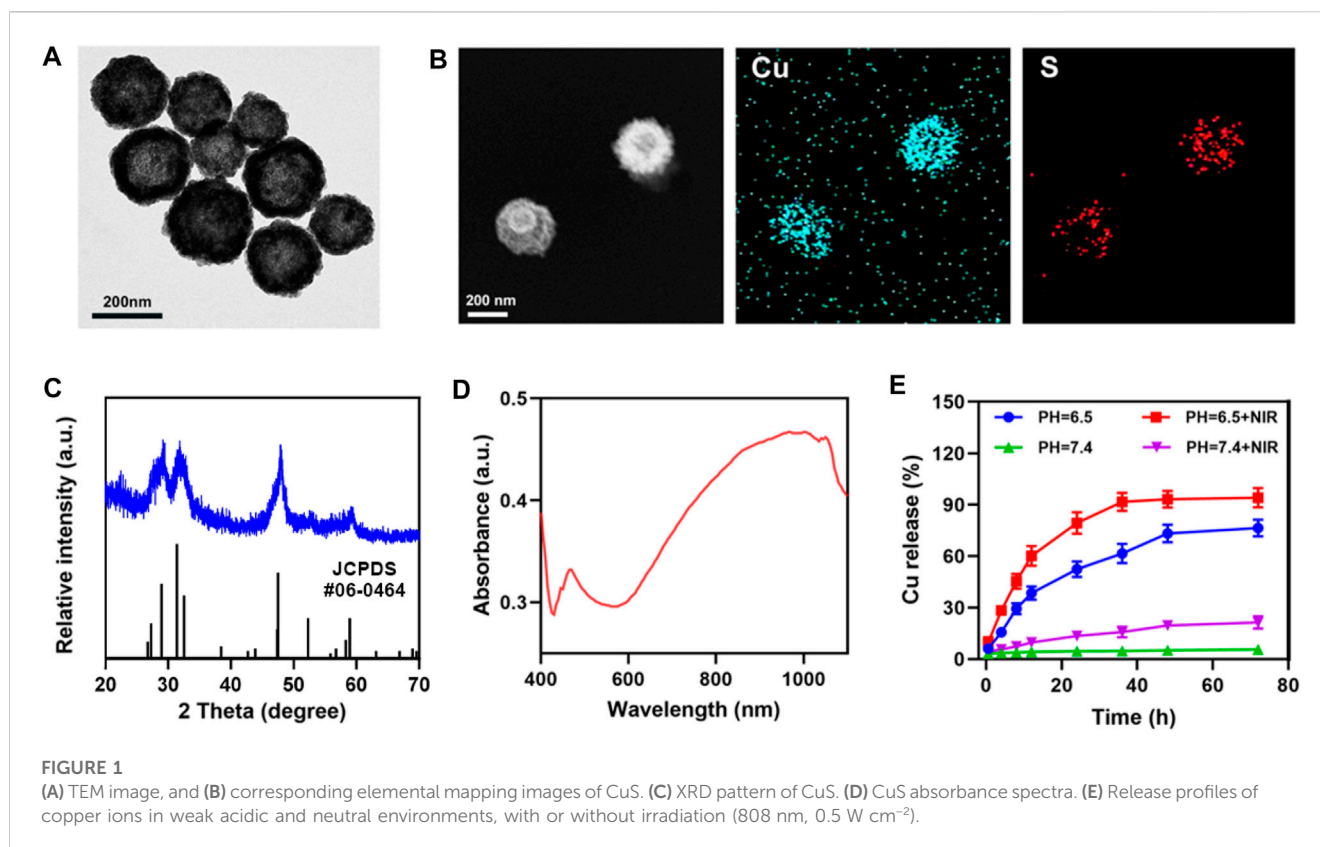 A
200nm
B
200 nm
Cu
S
C
Relative intensity (a.u.)
JCPDS
#06-0464
20 30 40 50 60 70
2 Theta (degree)
D
Absorbance (a.u.)
0.5
0.4
0.3
400 600 800 1000
Wavelength (nm)
E
Cu release (%)
150
120
90
60
30
0
PH=6.5 PH=6.5+NIR
PH=7.4 PH=7.4+NIR
0 20 40 60 80
Time (h)
FIGURE 1
(A) TEM image, and (B) corresponding elemental mapping images of CuS. (C) XRD pattern of CuS. (D) CuS absorbance spectra. (E) Release profiles of
copper ions in weak acidic and neutral environments, with or without irradiation (808 nm, 0.5 W cm⁻²).